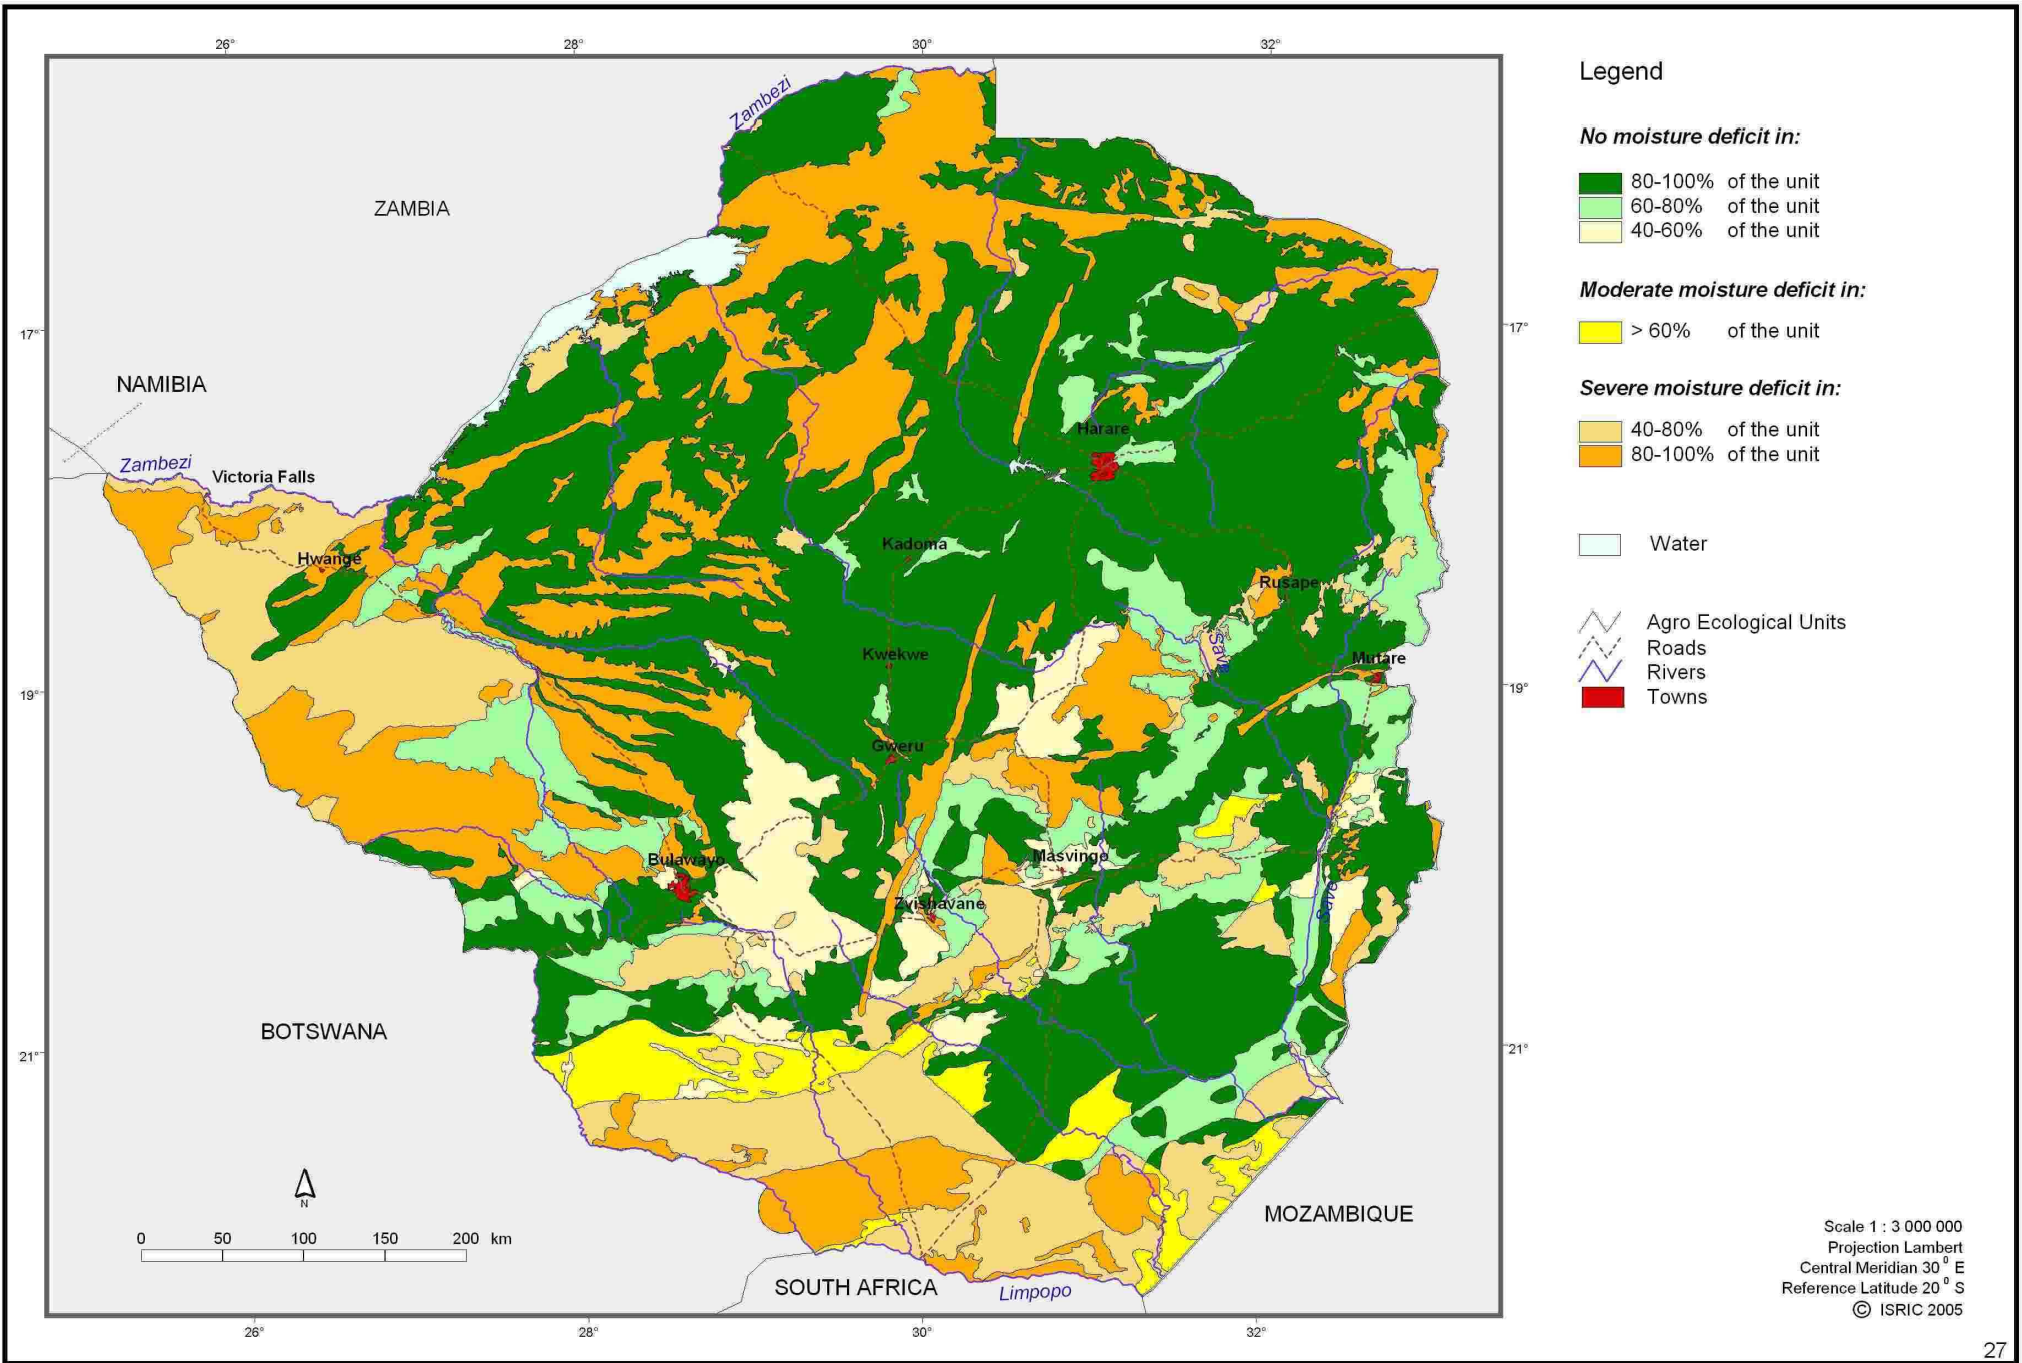 26° 28° 30° 32°
Zambezi
ZAMBIA
17° 17°
NAMIBIA
Zambezi
Victoria Falls
Harare
Hwange
Kadoma
Rusape
Save
Kwekwe
Mutare
19° 19°
Gweru
Bulawayo
Masvingo
Zvishavane
Save
BOTSWANA
21° 21°
N
0 50 100 150 200 km
MOZAMBIQUE
SOUTH AFRICA
Limpopo
26° 28° 30° 32°
Legend
No moisture deficit in:
80-100% of the unit
60-80% of the unit
40-60% of the unit
Moderate moisture deficit in:
> 60% of the unit
Severe moisture deficit in:
40-80% of the unit
80-100% of the unit
Water
Agro Ecological Units
Roads
Rivers
Towns
Scale 1 : 3 000 000
Projection Lambert
Central Meridian 30° E
Reference Latitude 20° S
© ISRIC 2005
27